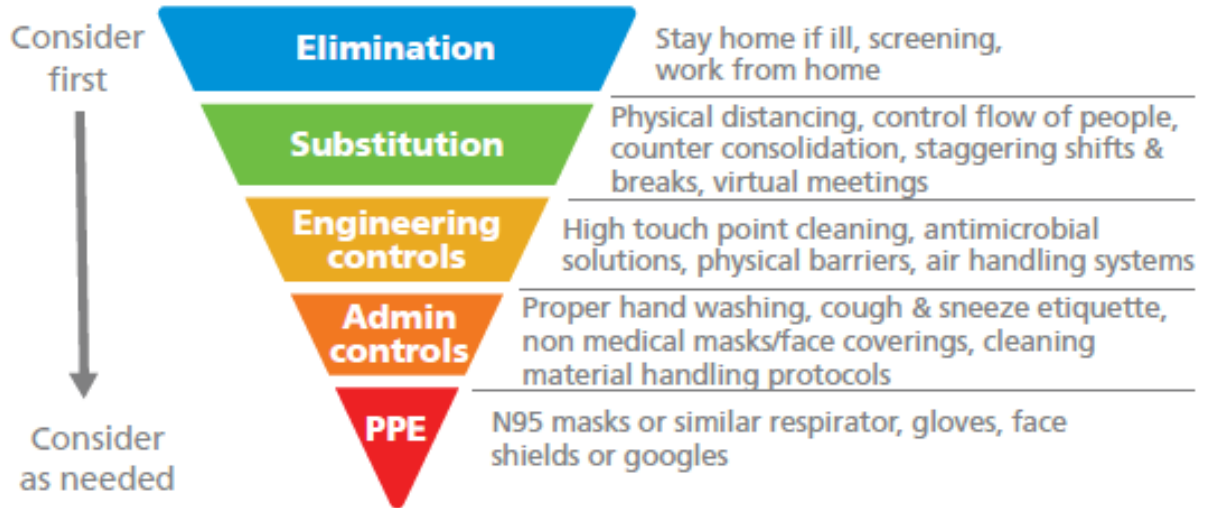 Consider
first
Elimination
Stay home if ill, screening,
work from home
Substitution
Physical distancing, control flow of people,
counter consolidation, staggering shifts &
breaks, virtual meetings
Engineering
controls
High touch point cleaning, antimicrobial
solutions, physical barriers, air handling systems
Admin
controls
Proper hand washing, cough & sneeze etiquette,
non medical masks/face coverings, cleaning
material handling protocols
PPE
N95 masks or similar respirator, gloves, face
shields or googles
Consider
as needed